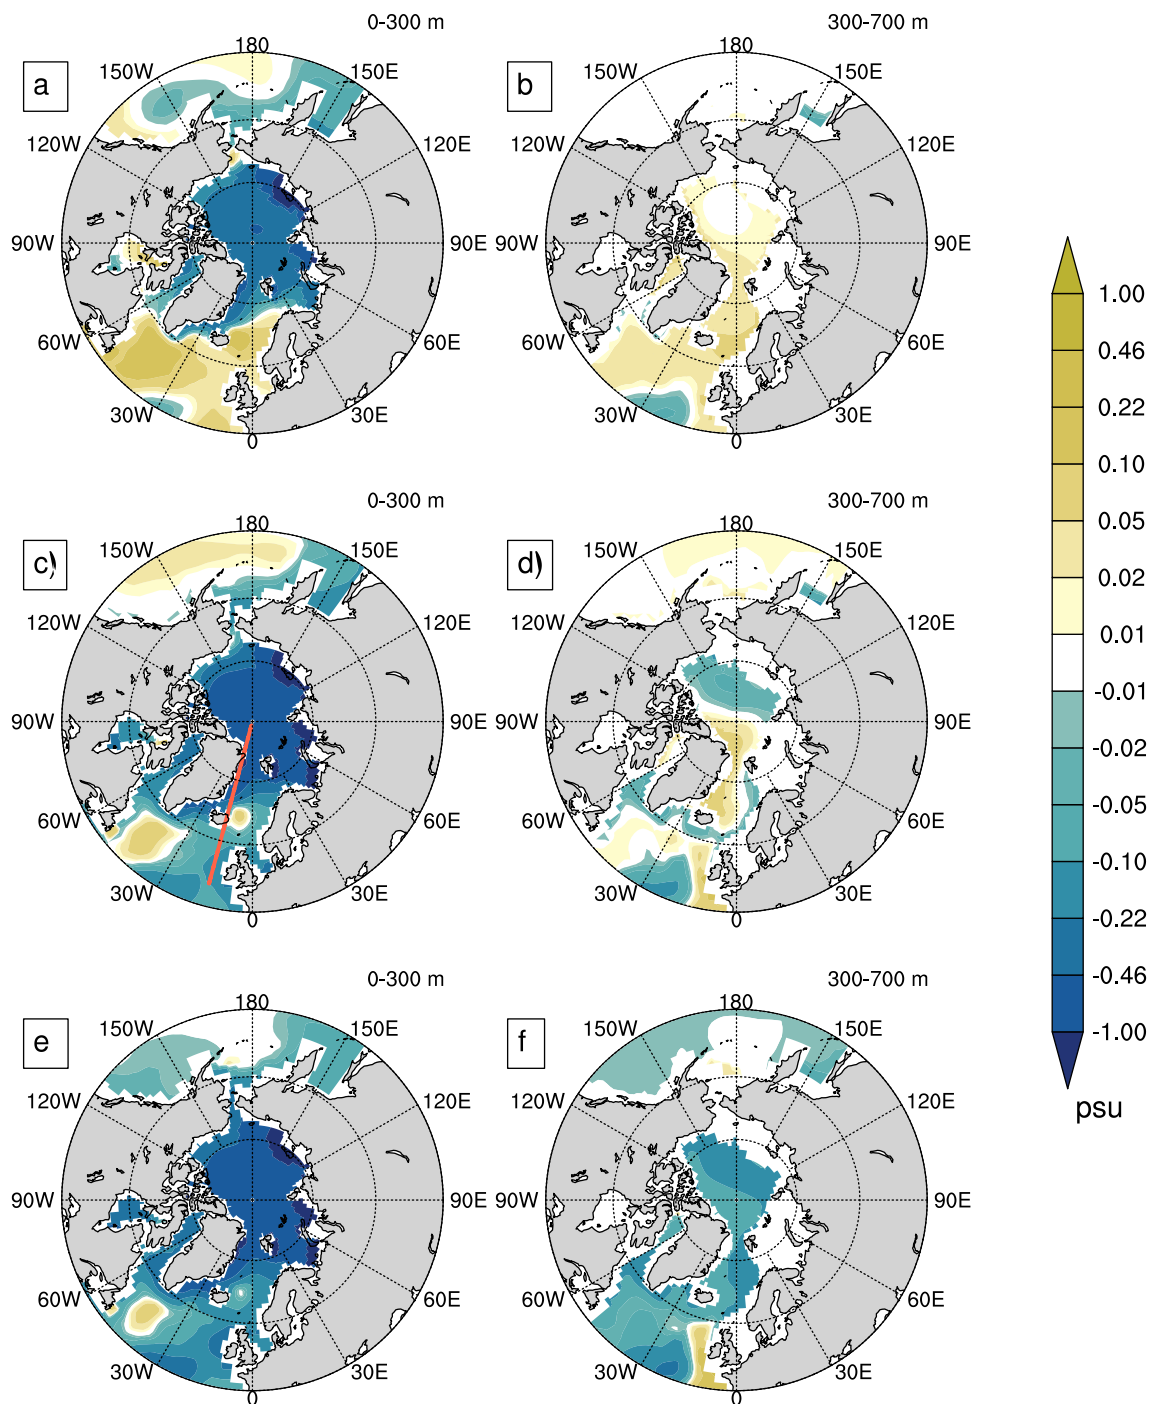 0-300 m
300-700 m
a
180
150W
150E
120W
120E
90W
90E
60W
60E
30W
30E
0
b
180
150W
150E
120W
120E
90W
90E
60W
60E
30W
30E
0
0-300 m
300-700 m
c)
180
150W
150E
120W
120E
90W
90E
60W
60E
30W
30E
0
d)
180
150W
150E
120W
120E
90W
90E
60W
60E
30W
30E
0
0-300 m
300-700 m
e
180
150W
150E
120W
120E
90W
90E
60W
60E
30W
30E
0
f
180
150W
150E
120W
120E
90W
90E
60W
60E
30W
30E
0
1.00
0.46
0.22
0.10
0.05
0.02
0.01
-0.01
-0.02
-0.05
-0.10
-0.22
-0.46
-1.00
psu